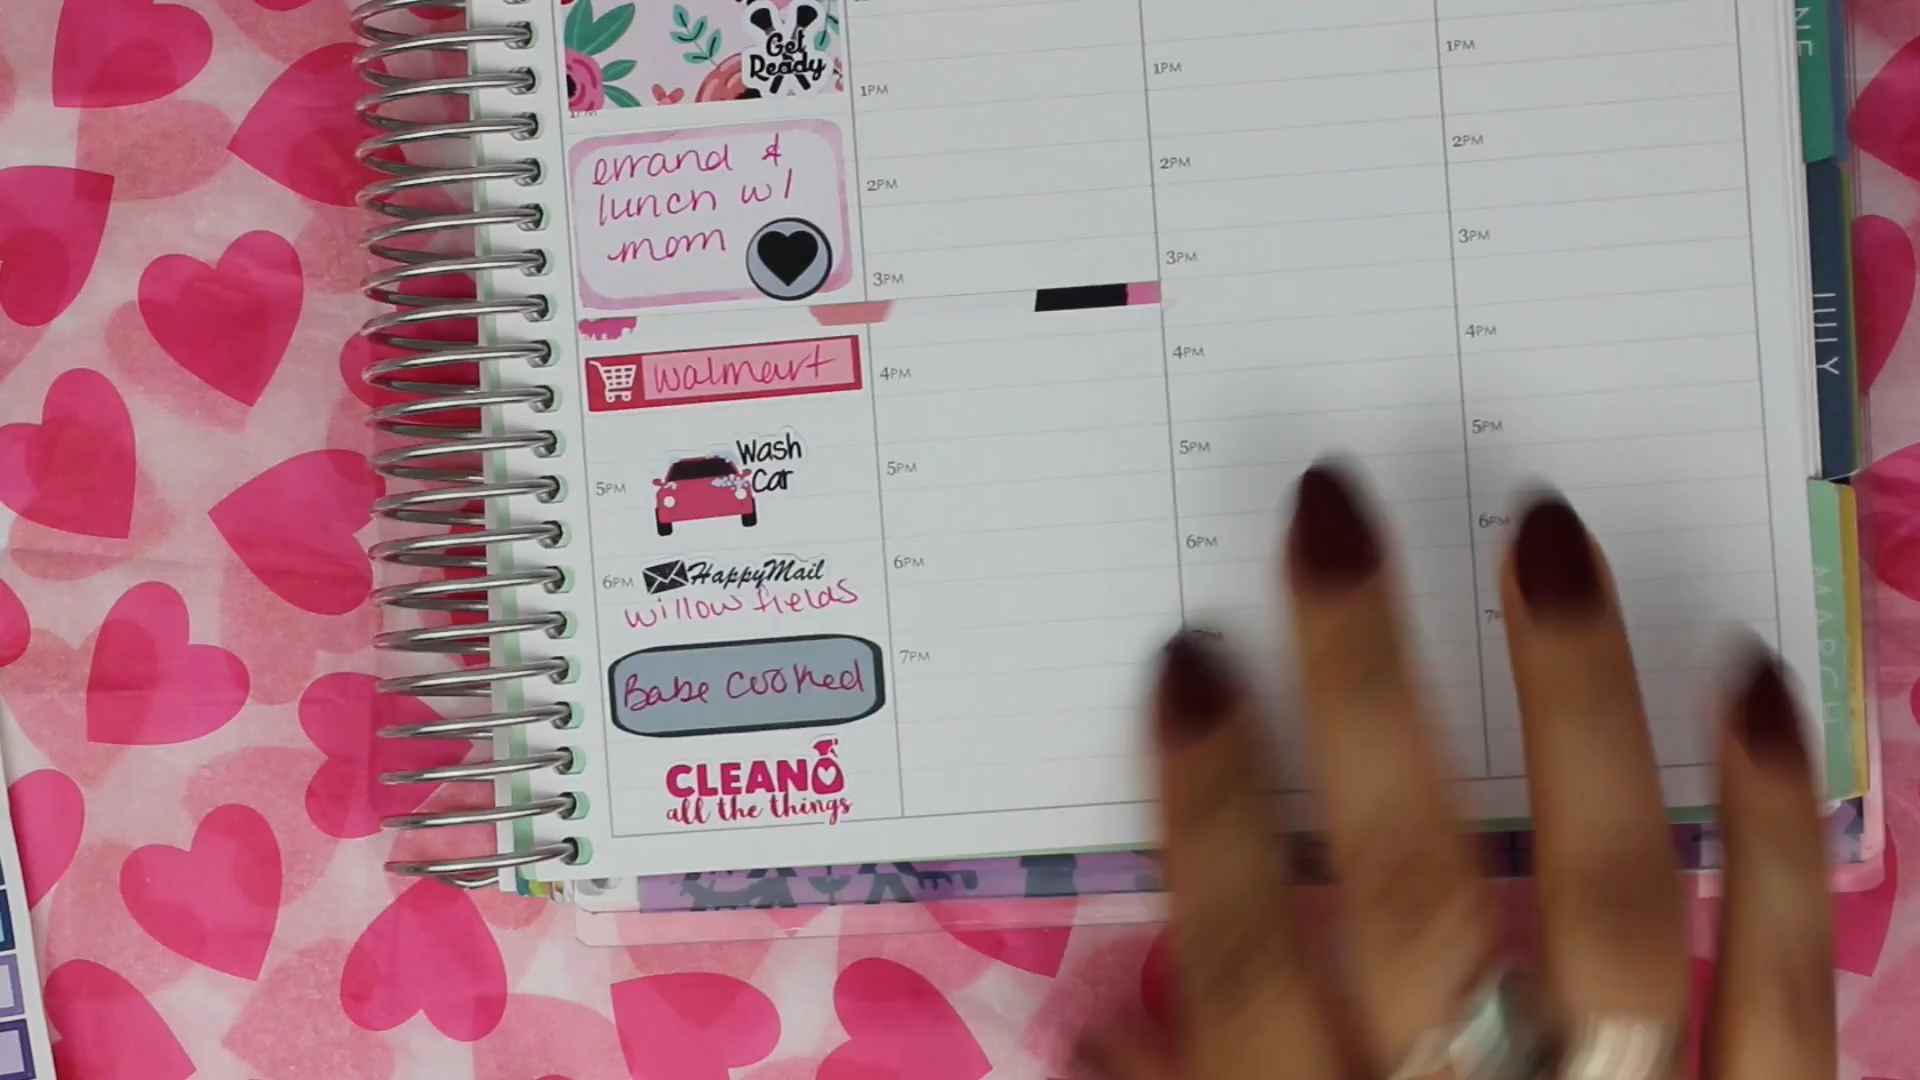 Get
Ready
1PM
errand &
lunch w/
mom
walmart
Wash
Car
5PM
6PM
HappyMail
willow fields
Babe cooked
CLEAN
all the things
1PM
2PM
3PM
4PM
5PM
6PM
7PM
1PM
2PM
3PM
4PM
5PM
6PM
1PM
2PM
3PM
4PM
5PM
6PM
JULY
MARCH